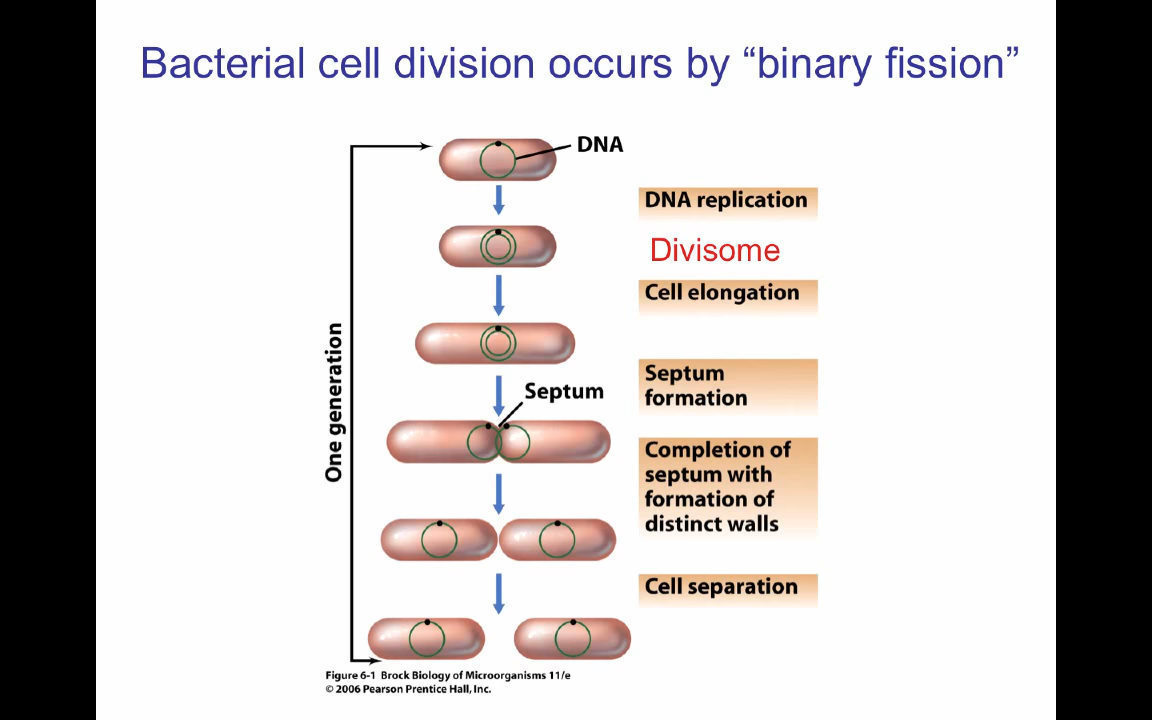 Bacterial cell division occurs by “binary fission”
DNA
DNA replication
Divisome
Cell elongation
One generation
Septum
Septum
formation
Completion of
septum with
formation of
distinct walls
Cell separation
Figure 6-1 Brock Biology of Microorganisms 11/e
© 2006 Pearson Prentice Hall, Inc.